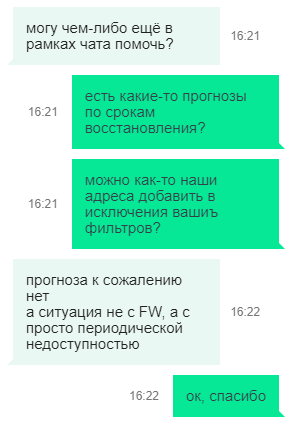 могу чем-либо ещё в
рамках чата помочь?
16:21
есть какие-то прогнозы
по срокам
восстановления?
16:21
можно как-то наши
адреса добавить в
исключения вашиъ
фильтров?
16:21
прогноза к сожалению
нет
а ситуация не с FW, а с
просто периодической
недоступностью
16:22
ок, спасибо
16:22